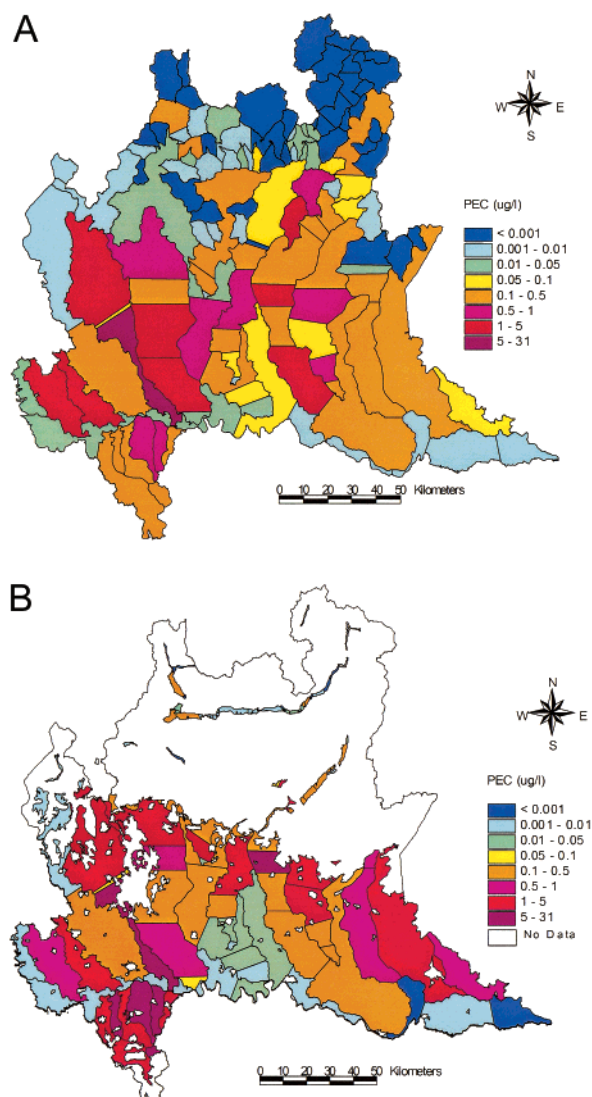 A
N
W E
S
PEC (ug/l)
< 0.001
0.001 - 0.01
0.01 - 0.05
0.05 - 0.1
0.1 - 0.5
0.5 - 1
1 - 5
5 - 31
0 10 20 30 40 50 Kilometers
B
N
W E
S
PEC (ug/l)
< 0.001
0.001 - 0.01
0.01 - 0.05
0.05 - 0.1
0.1 - 0.5
0.5 - 1
1 - 5
5 - 31
No Data
0 10 20 30 40 50 Kilometers